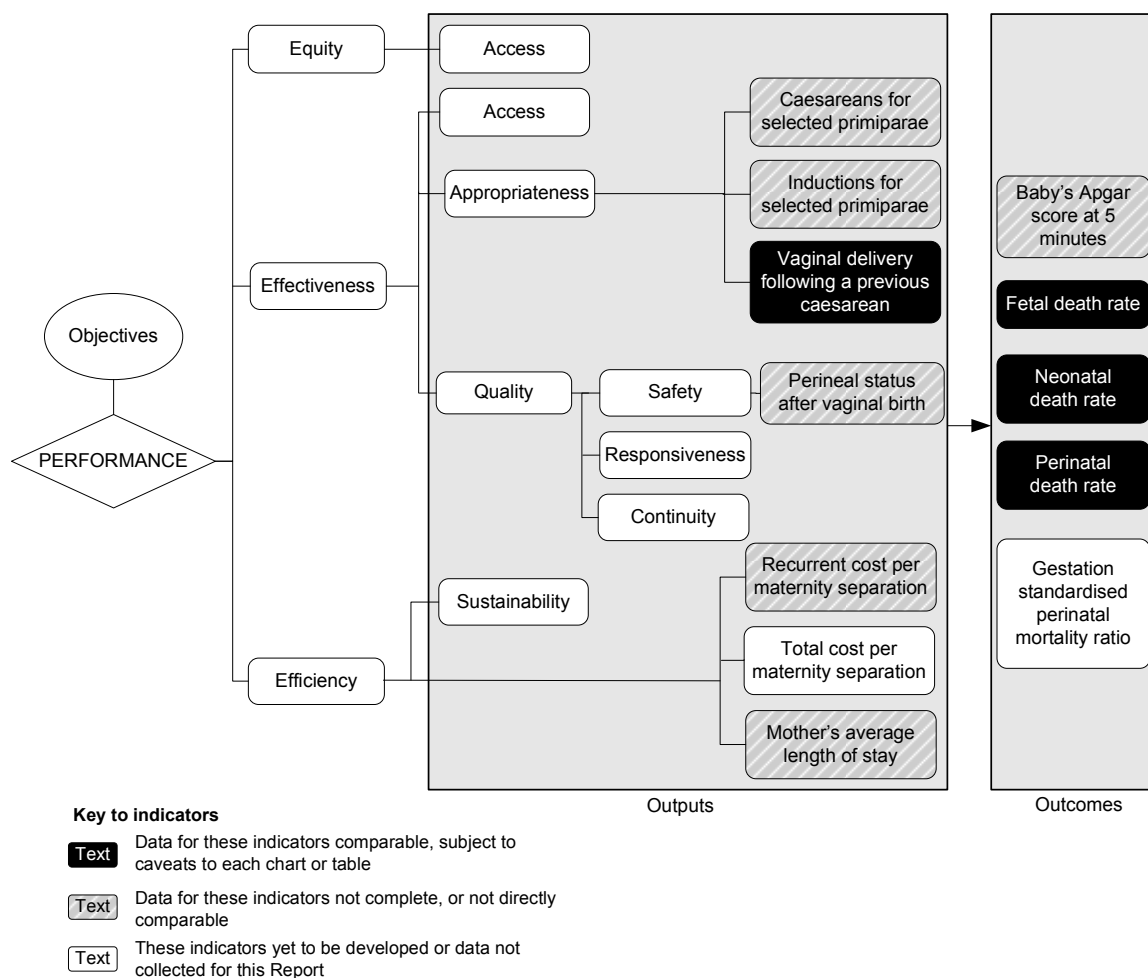 Equity
Access
Access
Caesareans for
selected primiparae
Appropriateness
Inductions for
selected primiparae
Baby's Apgar
score at 5
minutes
Vaginal delivery
following a previous
caesarean
Effectiveness
Fetal death rate
Objectives
Neonatal
death rate
Quality
Safety
Perineal status
after vaginal birth
PERFORMANCE
Responsiveness
Perinatal
death rate
Continuity
Recurrent cost per
maternity separation
Gestation
standardised
perinatal
mortality ratio
Sustainability
Total cost per
maternity separation
Efficiency
Mother's average
length of stay
Outputs
Outcomes
Key to indicators
Text
Data for these indicators comparable, subject to
caveats to each chart or table
Text
Data for these indicators not complete, or not directly
comparable
Text
These indicators yet to be developed or data not
collected for this Report